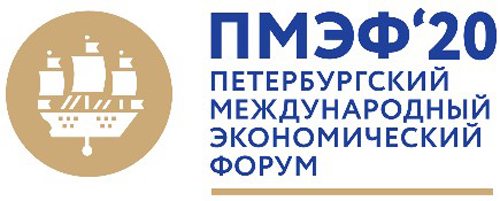 ПМЭФ‘20
ПЕТЕРБУРГСКИЙ
МЕЖДУНАРОДНЫЙ
ЭКОНОМИЧЕСКИЙ
ФОРУМ